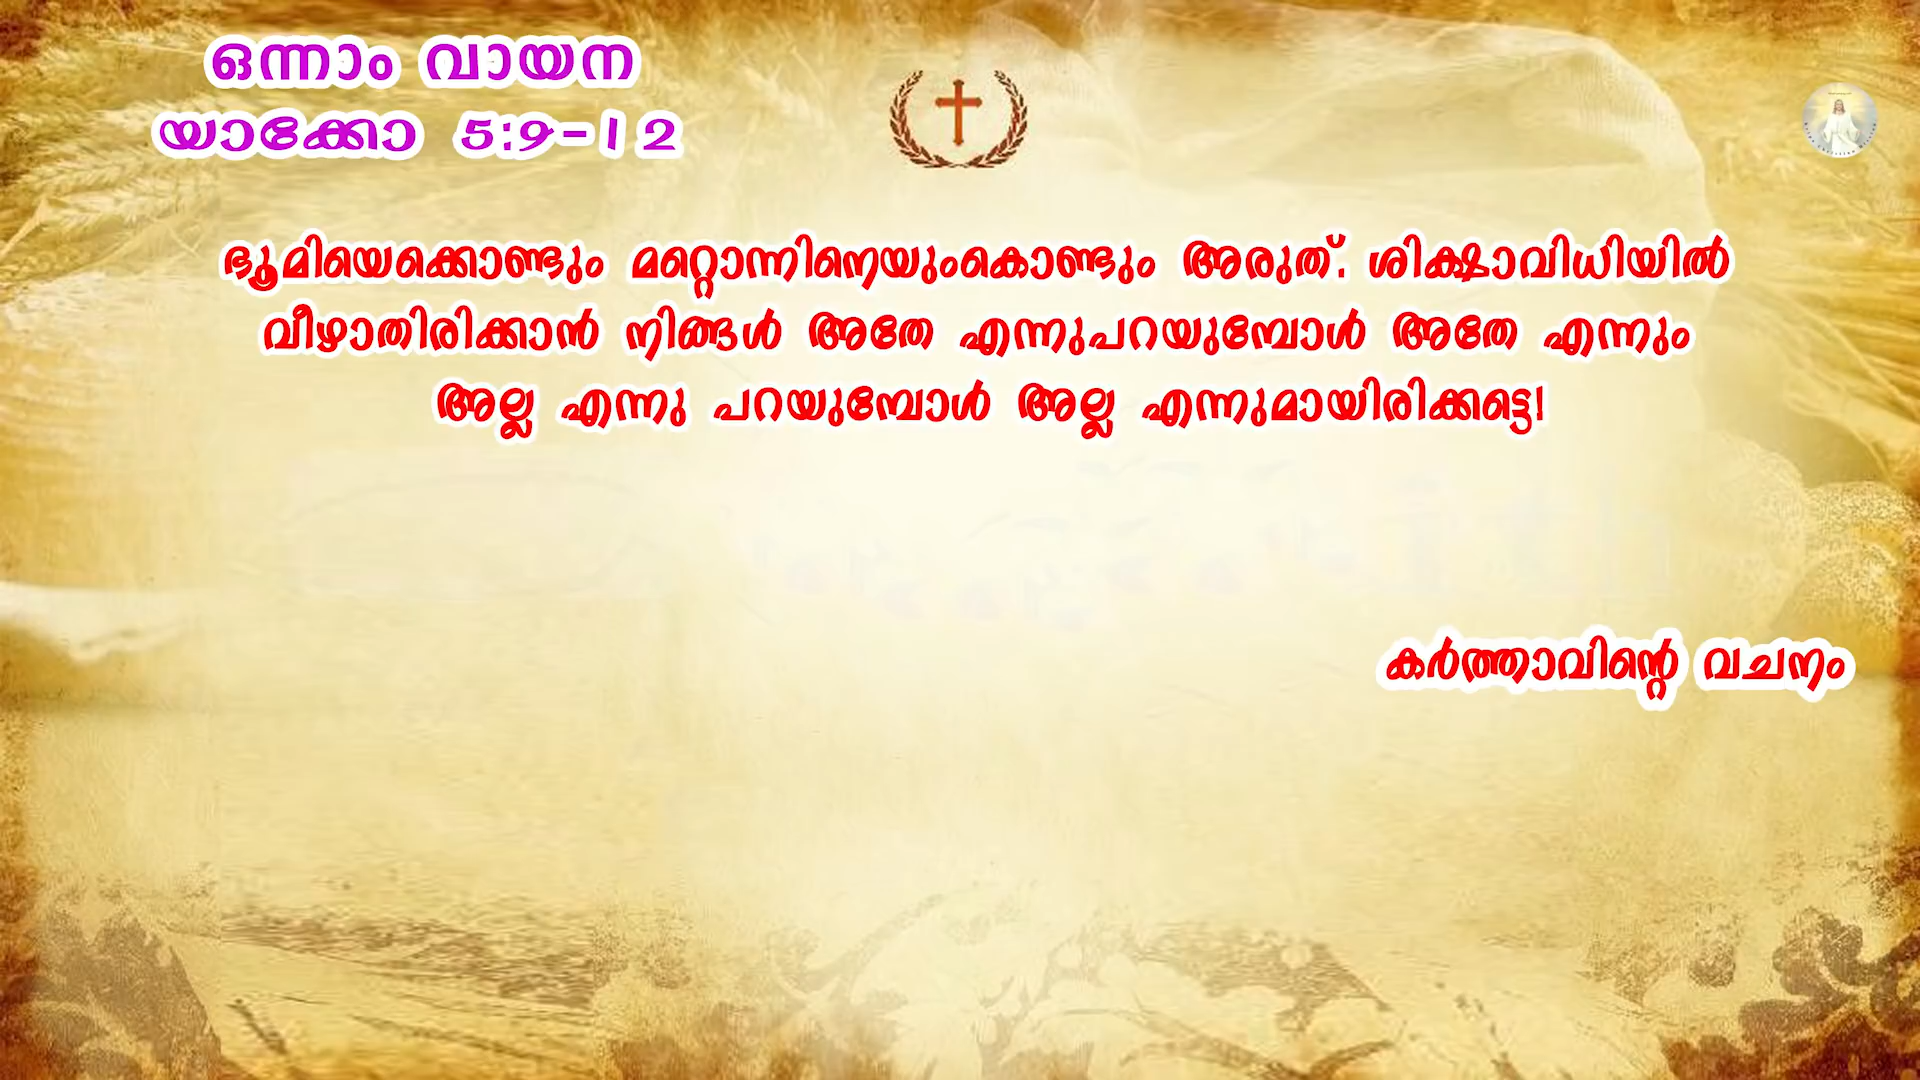 ഒന്നാം വായന
യാക്കോ 5:9-12
ഭൂമിയെക്കൊണ്ടും മറ്റൊന്നിനെയുംകൊണ്ടും അരുത്. ശിക്ഷാവിധിയിൽ
വീഴാതിരിക്കാൻ നിങ്ങൾ അതേ എന്നുപറയുമ്പോൾ അതേ എന്നും
അല്ല എന്നു പറയുമ്പോൾ അല്ല എന്നുമായിരിക്കട്ടെ!
കർത്താവിന്റെ വചനം